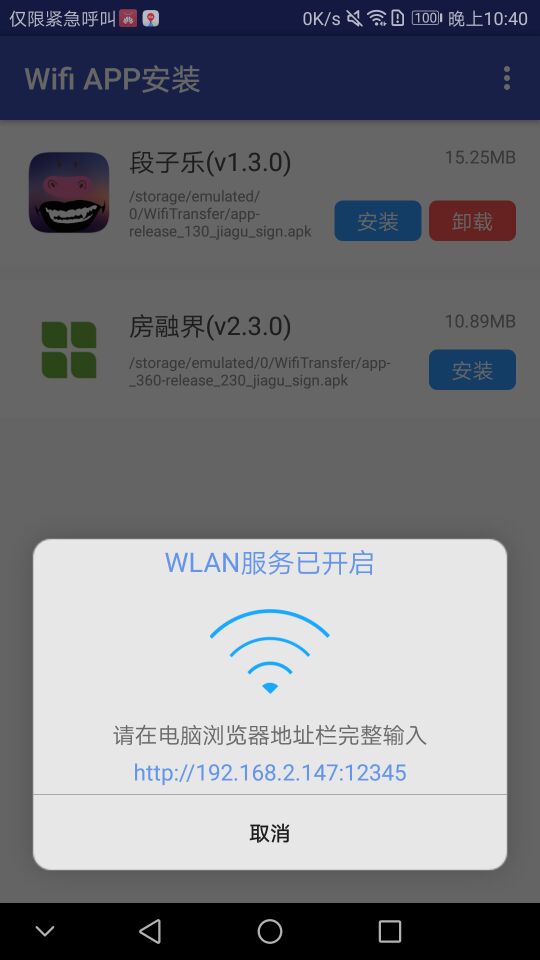 仅限紧急呼叫 0K/s 100 晚上10:40
Wifi APP安装
段子乐(v1.3.0) 15.25MB
/storage/emulated/
0/WifiTransfer/app-
release_130_jiagu_sign.apk
安装 卸载
房融界(v2.3.0) 10.89MB
/storage/emulated/0/WifiTransfer/app-
_360-release_230_jiagu_sign.apk
安装
WLAN服务已开启
请在电脑浏览器地址栏完整输入
http://192.168.2.147:12345
取消